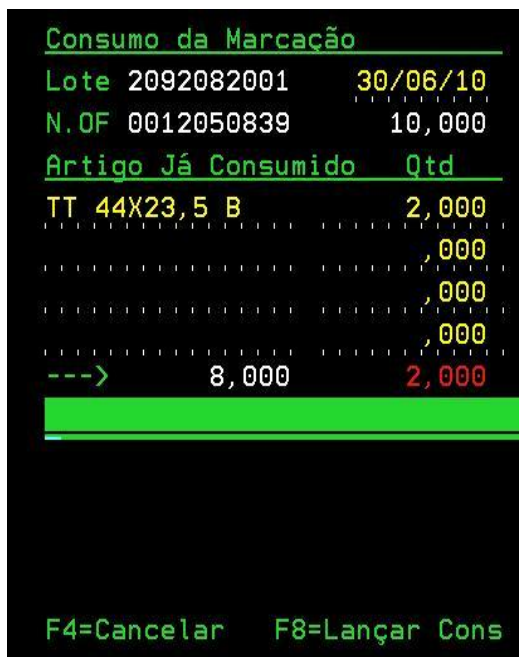 Consumo da Marcação
Lote 2092082001 30/06/10
N.OF 0012050839 10,000
Artigo Já Consumido Qtd
TT 44X23,5 B 2,000
,000
,000
,000
---> 8,000 2,000
F4=Cancelar F8=Lançar Cons